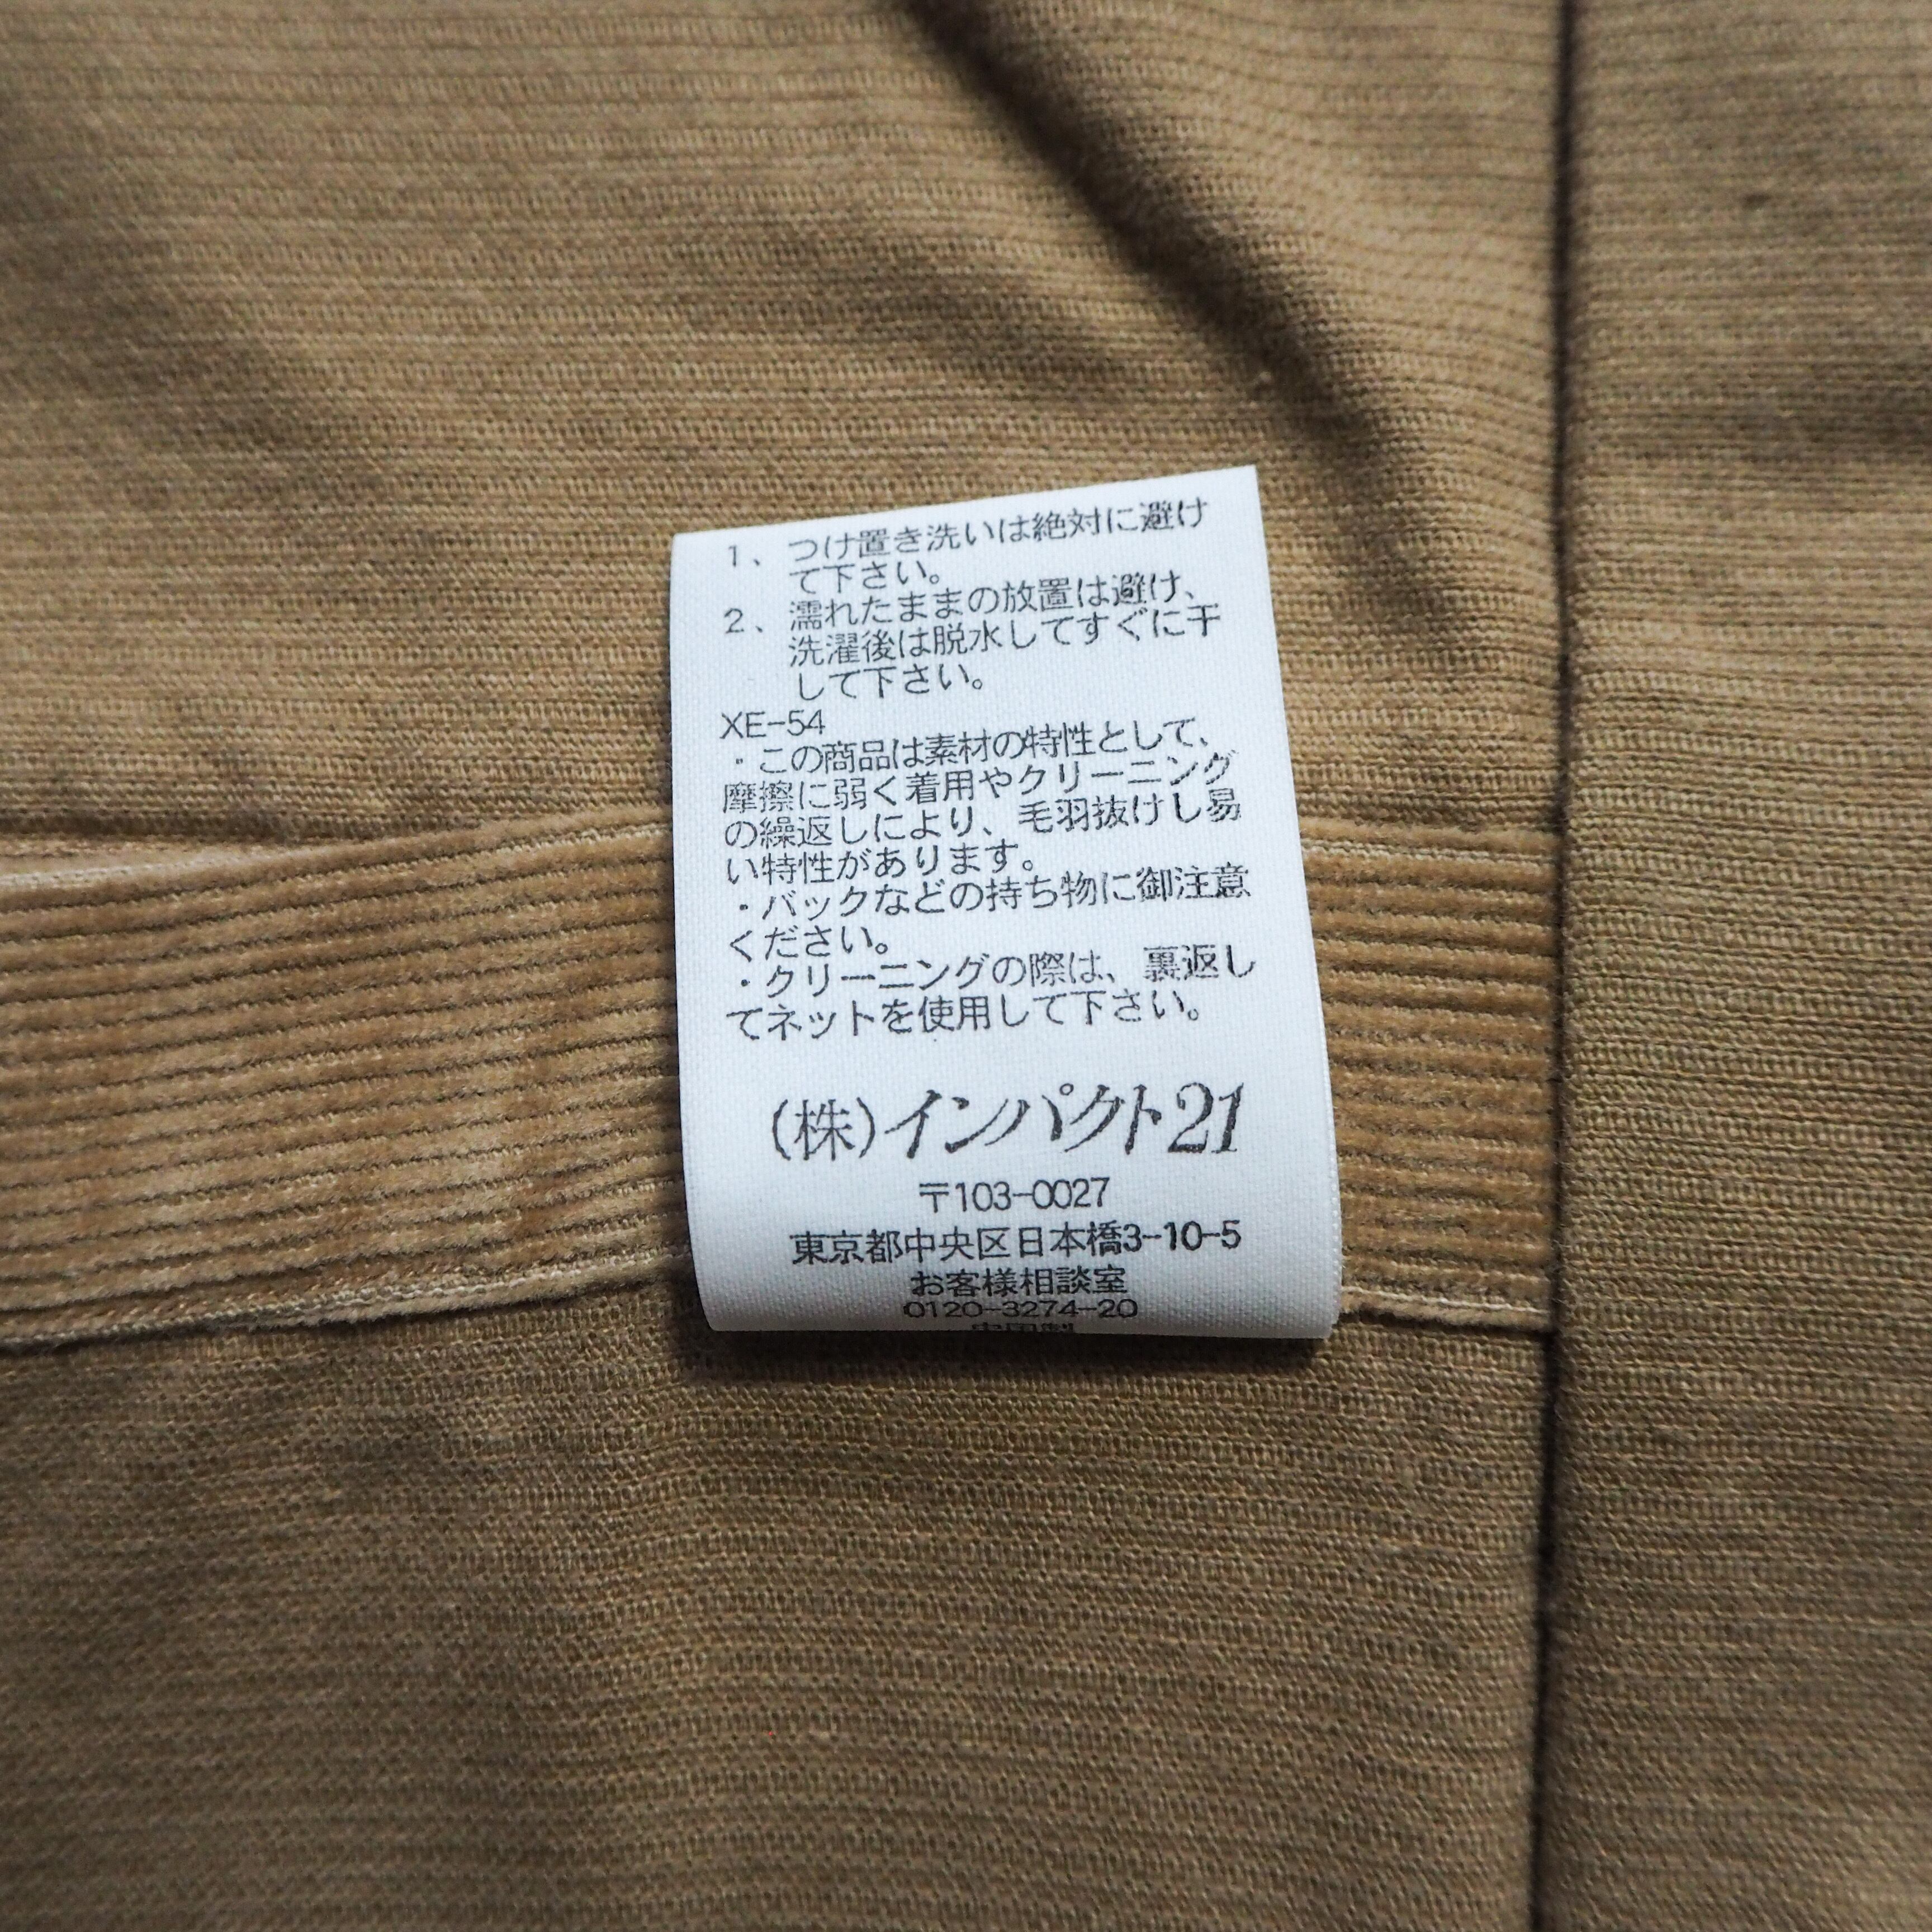 1、つけ置き洗いは絶対に避け
て下さい。
2、濡れたままの放置は避け、
洗濯後は脱水してすぐに干
して下さい。
XE-54
・この商品は素材の特性として、
摩擦に弱く着用やクリーニング
の繰返しにより、毛羽抜けし易
い特性があります。
・バックなどの持ち物に御注意
ください。
・クリーニングの際は、裏返し
てネットを使用して下さい。
(株)インパクト21
〒103-0027
東京都中央区日本橋3-10-5
お客様相談室
0120-3274-20
中国製